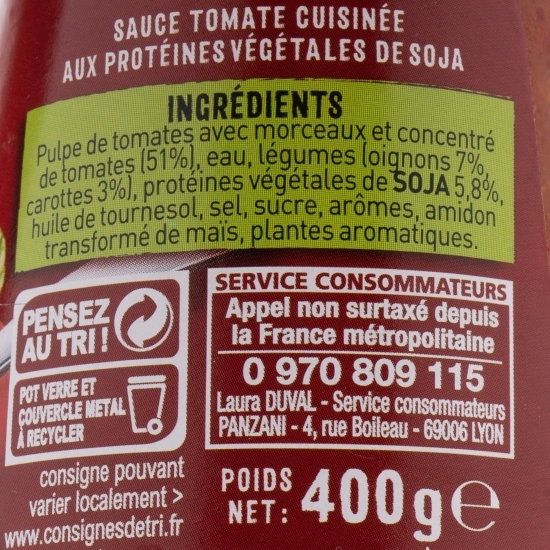 SAUCE TOMATE CUISINÉE
AUX PROTÉINES VÉGÉTALES DE SOJA
INGRÉDIENTS
Pulpe de tomates avec morceaux et concentré
de tomates (51%), eau, légumes (oignons 7%,
carottes 3%), protéines végétales de SOJA 5,8%,
huile de tournesol, sel, sucre, arômes, amidon
transformé de maïs, plantes aromatiques.
PENSEZ
AU TRI !
POT VERRE ET
COUVERCLE METAL
À RECYCLER
consigne pouvant
varier localement >
www.consignesdetri.fr
SERVICE CONSOMMATEURS
Appel non surtaxé depuis
la France métropolitaine
0 970 809 115
Laura DUVAL - Service consommateurs
PANZANI - 4, rue Boileau - 69006 LYON
POIDS
NET : 400g e